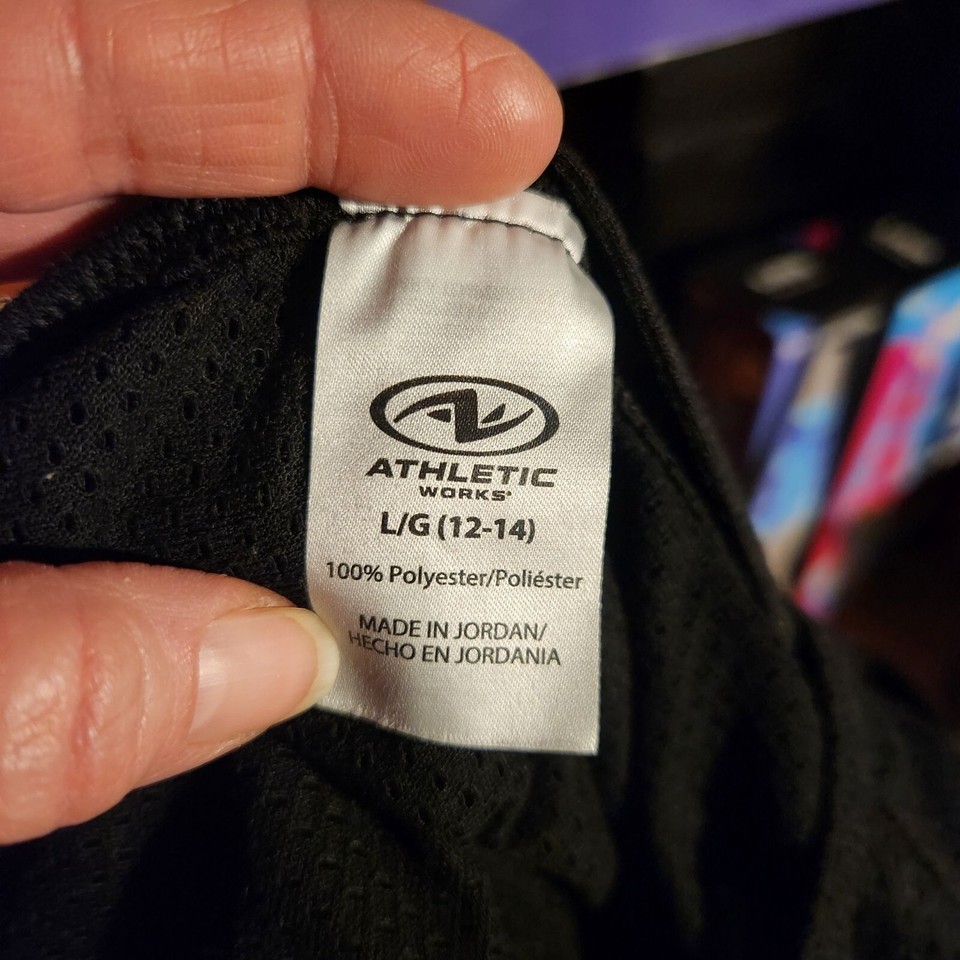 ATHLETIC
WORKS
L/G (12-14)
100% Polyester/Poliéster
MADE IN JORDAN/
HECHO EN JORDANIA